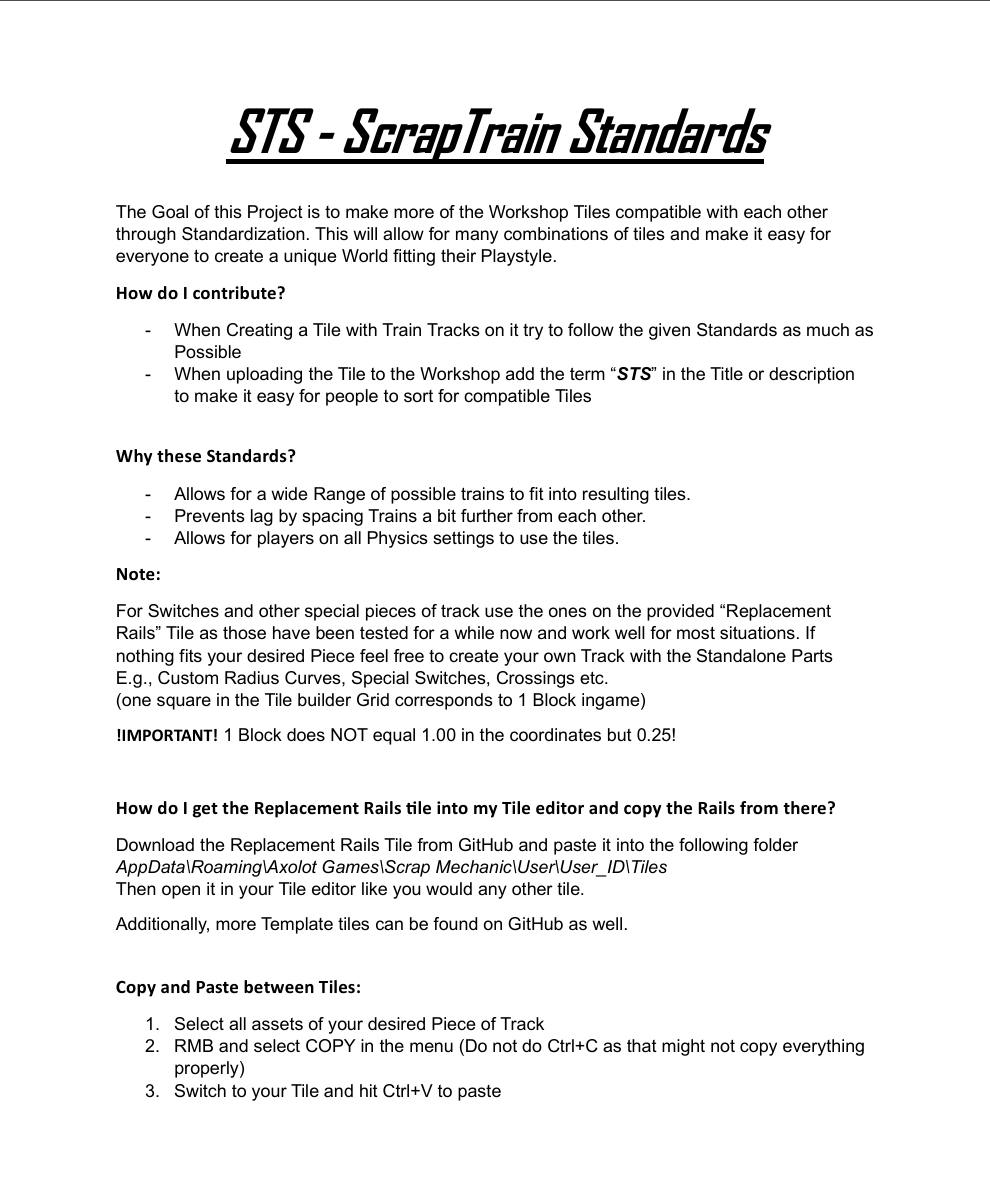 STS - ScrapTrain Standards
The Goal of this Project is to make more of the Workshop Tiles compatible with each other
through Standardization. This will allow for many combinations of tiles and make it easy for
everyone to create a unique World fitting their Playstyle.
How do I contribute?
- When Creating a Tile with Train Tracks on it try to follow the given Standards as much as
Possible
- When uploading the Tile to the Workshop add the term “STS” in the Title or description
to make it easy for people to sort for compatible Tiles
Why these Standards?
- Allows for a wide Range of possible trains to fit into resulting tiles.
- Prevents lag by spacing Trains a bit further from each other.
- Allows for players on all Physics settings to use the tiles.
Note:
For Switches and other special pieces of track use the ones on the provided “Replacement
Rails” Tile as those have been tested for a while now and work well for most situations. If
nothing fits your desired Piece feel free to create your own Track with the Standalone Parts
E.g., Custom Radius Curves, Special Switches, Crossings etc.
(one square in the Tile builder Grid corresponds to 1 Block ingame)
!IMPORTANT! 1 Block does NOT equal 1.00 in the coordinates but 0.25!
How do I get the Replacement Rails tile into my Tile editor and copy the Rails from there?
Download the Replacement Rails Tile from GitHub and paste it into the following folder
AppData\Roaming\Axolot Games\Scrap Mechanic\User\User_ID\Tiles
Then open it in your Tile editor like you would any other tile.
Additionally, more Template tiles can be found on GitHub as well.
Copy and Paste between Tiles:
1. Select all assets of your desired Piece of Track
2. RMB and select COPY in the menu (Do not do Ctrl+C as that might not copy everything
properly)
3. Switch to your Tile and hit Ctrl+V to paste